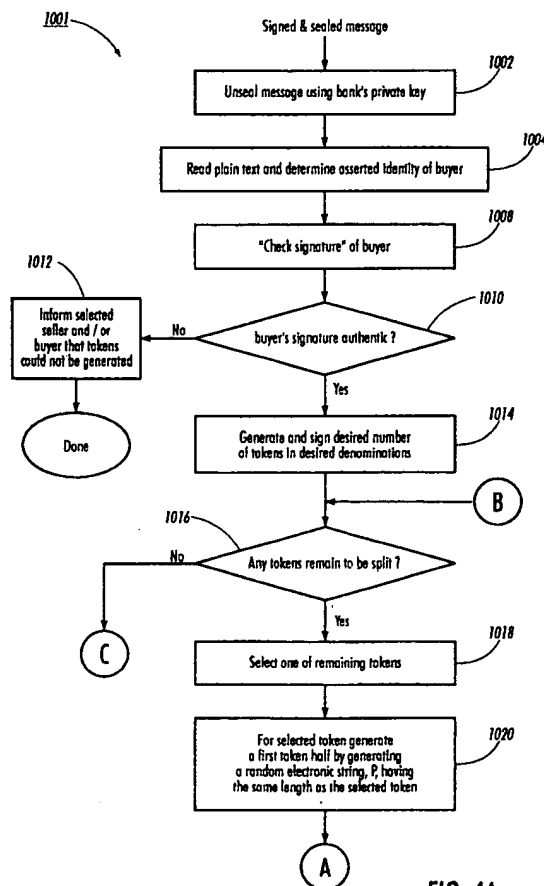 1001
Signed & sealed message
1002
Unseal message using bank's private key
1004
Read plain text and determine asserted identity of buyer
1008
"Check signature" of buyer
1012
Inform selected
seller and / or
buyer that tokens
could not be generated
No
1010
buyer's signature authentic ?
Done
Yes
1014
Generate and sign desired number
of tokens in desired denominations
B
1016
No
Any tokens remain to be split ?
C
Yes
1018
Select one of remaining tokens
1020
For selected token generate
a first token half by generating
a random electronic string, P, having
the same length as the selected token
A